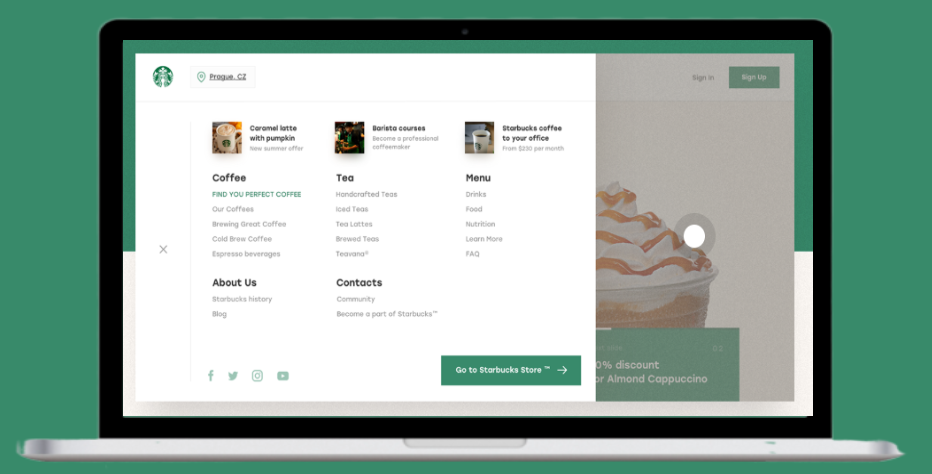 Prague, CZ
Sign In
Sign Up
Caramel latte
with pumpkin
New summer offer
Barista courses
Become a professional
coffeemaker
Starbucks coffee
to your office
From $230 per month
Coffee
FIND YOU PERFECT COFFEE
Our Coffees
Brewing Great Coffee
Cold Brew Coffee
Espresso beverages
Tea
Handcrafted Teas
Iced Teas
Tea Lattes
Brewed Teas
Teavana®
Menu
Drinks
Food
Nutrition
Learn More
FAQ
About Us
Starbucks history
Blog
Contacts
Community
Become a part of Starbucks™
Go to Starbucks Store ™
0% discount
or Almond Cappuccino